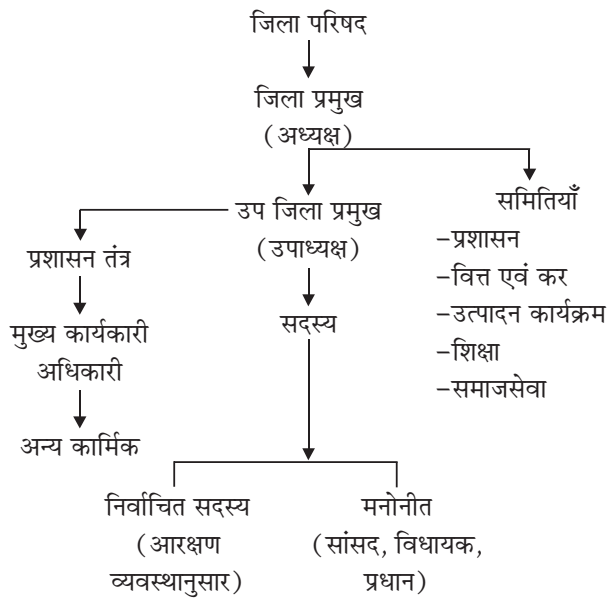 जिला परिषद
जिला प्रमुख
(अध्यक्ष)
समितियाँ
–प्रशासन
–वित्त एवं कर
–उत्पादन कार्यक्रम
–शिक्षा
–समाजसेवा
उप जिला प्रमुख
(उपाध्यक्ष)
प्रशासन तंत्र
मुख्य कार्यकारी
अधिकारी
अन्य कार्मिक
सदस्य
निर्वाचित सदस्य
(आरक्षण
व्यवस्थानुसार)
मनोनीत
(सांसद, विधायक,
प्रधान)